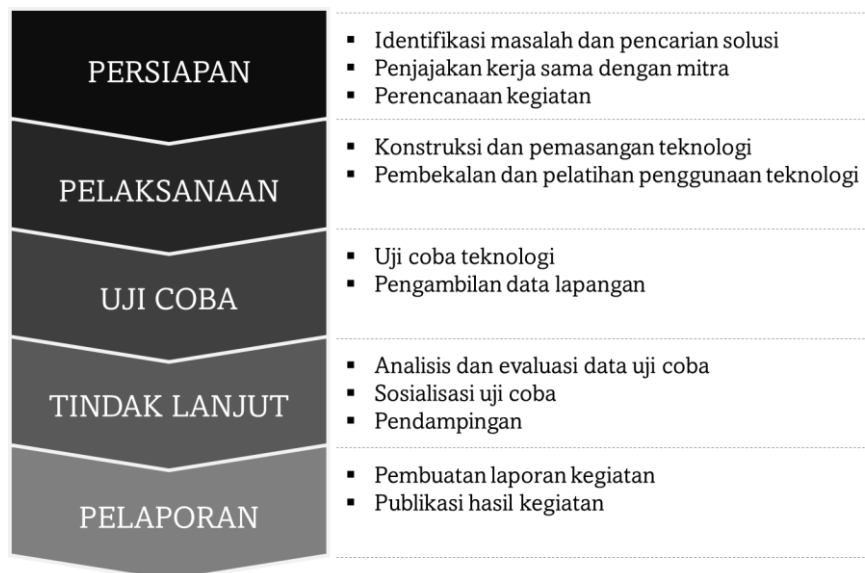 PERSIAPAN
▪ Identifikasi masalah dan pencarian solusi
▪ Penjajakan kerja sama dengan mitra
▪ Perencanaan kegiatan
PELAKSANAAN
▪ Konstruksi dan pemasangan teknologi
▪ Pembekalan dan pelatihan penggunaan teknologi
UJI COBA
▪ Uji coba teknologi
▪ Pengambilan data lapangan
TINDAK LANJUT
▪ Analisis dan evaluasi data uji coba
▪ Sosialisasi uji coba
▪ Pendampingan
PELAPORAN
▪ Pembuatan laporan kegiatan
▪ Publikasi hasil kegiatan